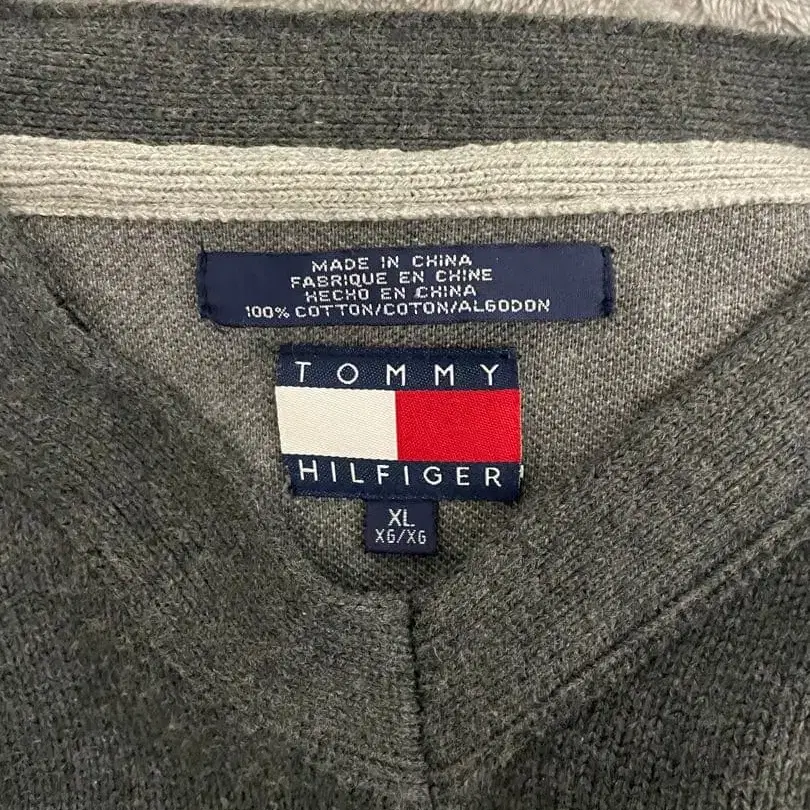 MADE IN CHINA
FABRIQUE EN CHINE
HECHO EN CHINA
100% COTTON/COTON/ALGODON
TOMMY
HILFIGER
XL
XG/XG